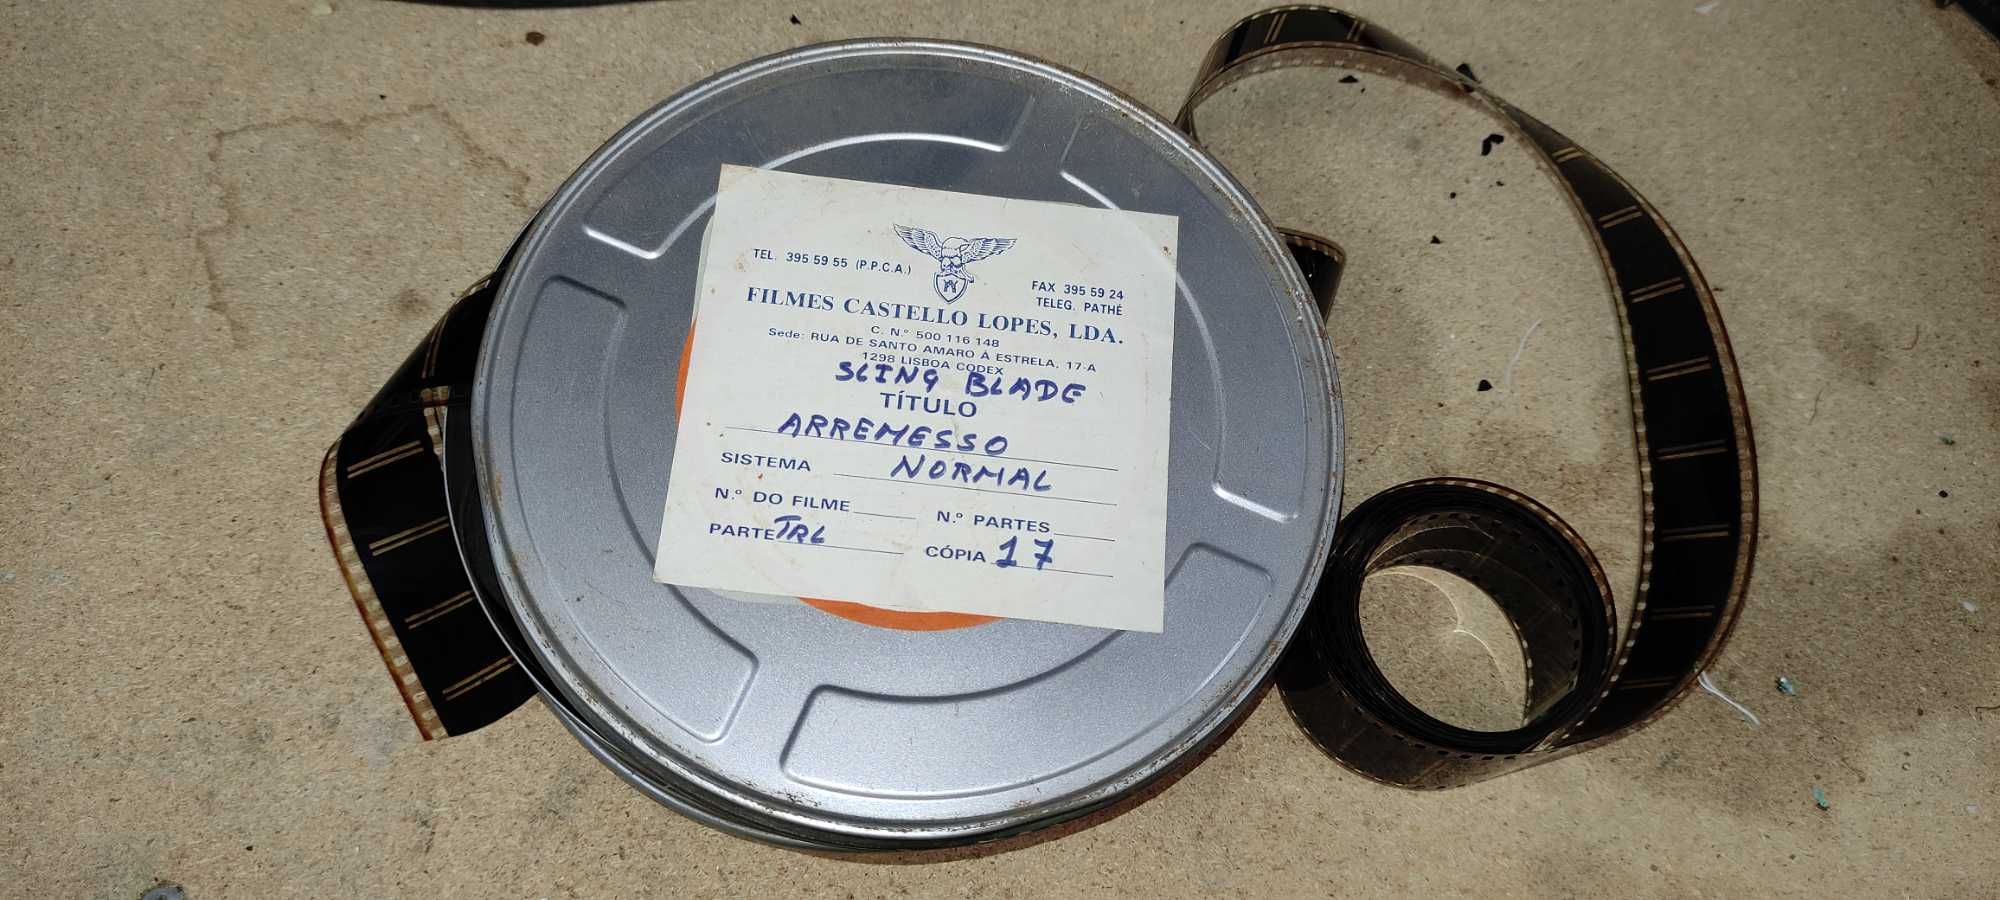 TEL. 395 59 55 (P.P.C.A.)
FAX 395 59 24
TELEG. PATHÉ
FILMES CASTELLO LOPES, LDA.
C. N.º 500 116 148
Sede: RUA DE SANTO AMARO À ESTRELA, 17-A
1298 LISBOA CODEX
SLING BLADE
TÍTULO
ARREMESSO
SISTEMA NORMAL
N.º DO FILME N.º PARTES
PARTE TRL CÓPIA 17